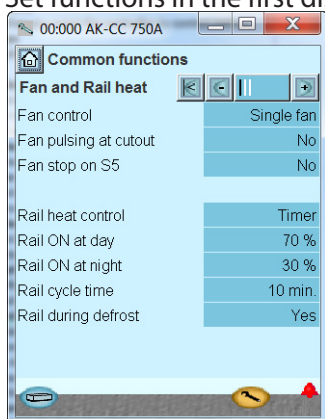 Set functions in the first di
00:000 AK-CC 750A
Common functions
Fan and Rail heat
Fan control Single fan
Fan pulsing at cutout No
Fan stop on S5 No
Rail heat control Timer
Rail ON at day 70 %
Rail ON at night 30 %
Rail cycle time 10 min.
Rail during defrost Yes